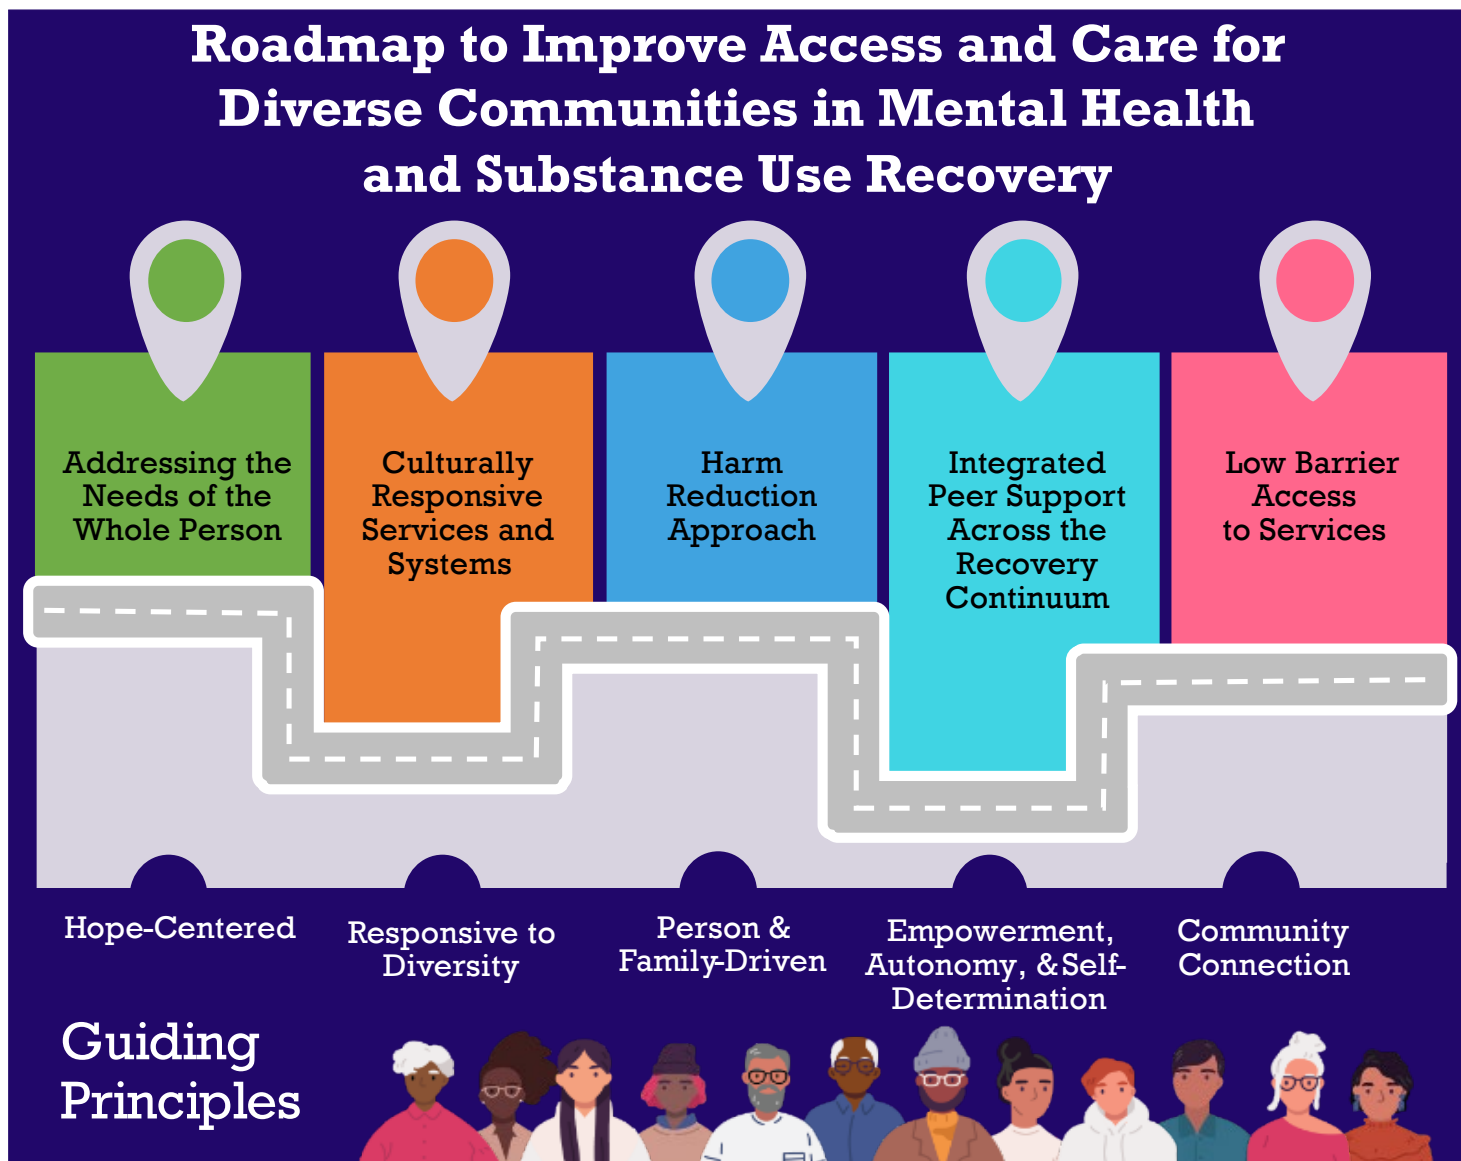 Roadmap to Improve Access and Care for
Diverse Communities in Mental Health
and Substance Use Recovery
Addressing the
Needs of the
Whole Person
Culturally
Responsive
Services and
Systems
Harm
Reduction
Approach
Integrated
Peer Support
Across the
Recovery
Continuum
Low Barrier
Access
to Services
Hope-Centered
Responsive to
Diversity
Person &
Family-Driven
Empowerment,
Autonomy, &Self-
Determination
Community
Connection
Guiding
Principles